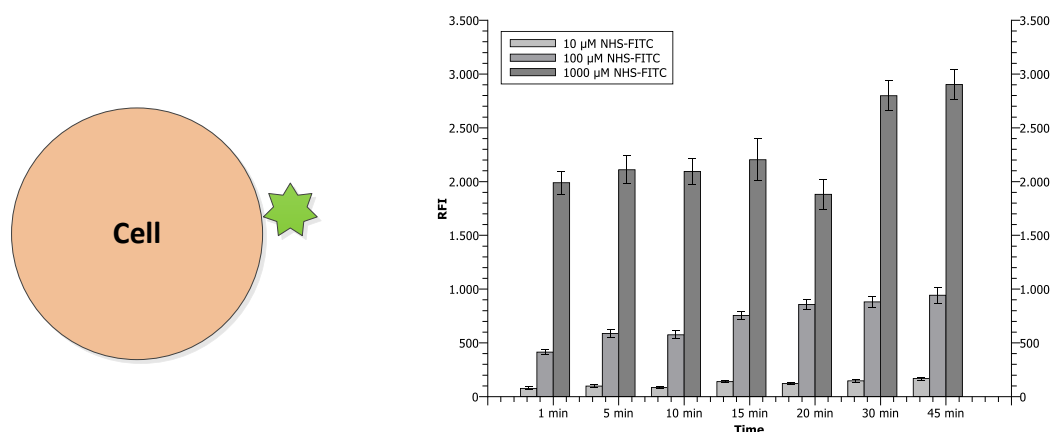 Cell
3.500 3.500
10 µM NHS-FITC
100 µM NHS-FITC
1000 µM NHS-FITC
3.000 3.000
2.500 2.500
2.000 2.000
RFI
1.500 1.500
1.000 1.000
500 500
0 0
1 min 5 min 10 min 15 min 20 min 30 min 45 min
Time